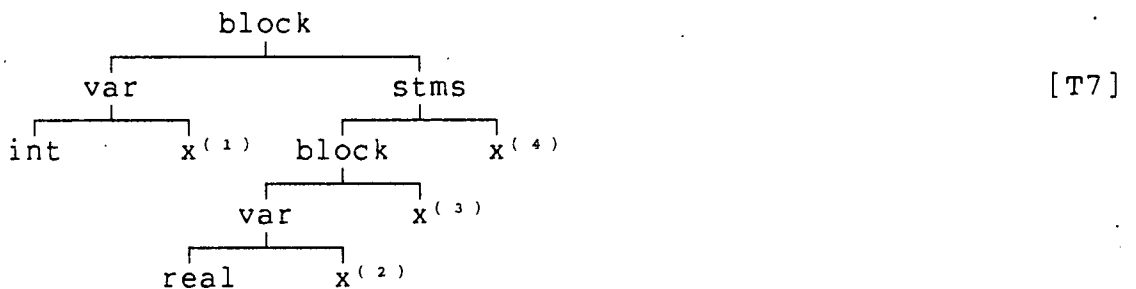 block
var stms [T7]
int x⁽¹⁾ block x⁽⁴⁾
var x⁽³⁾
real x⁽²⁾